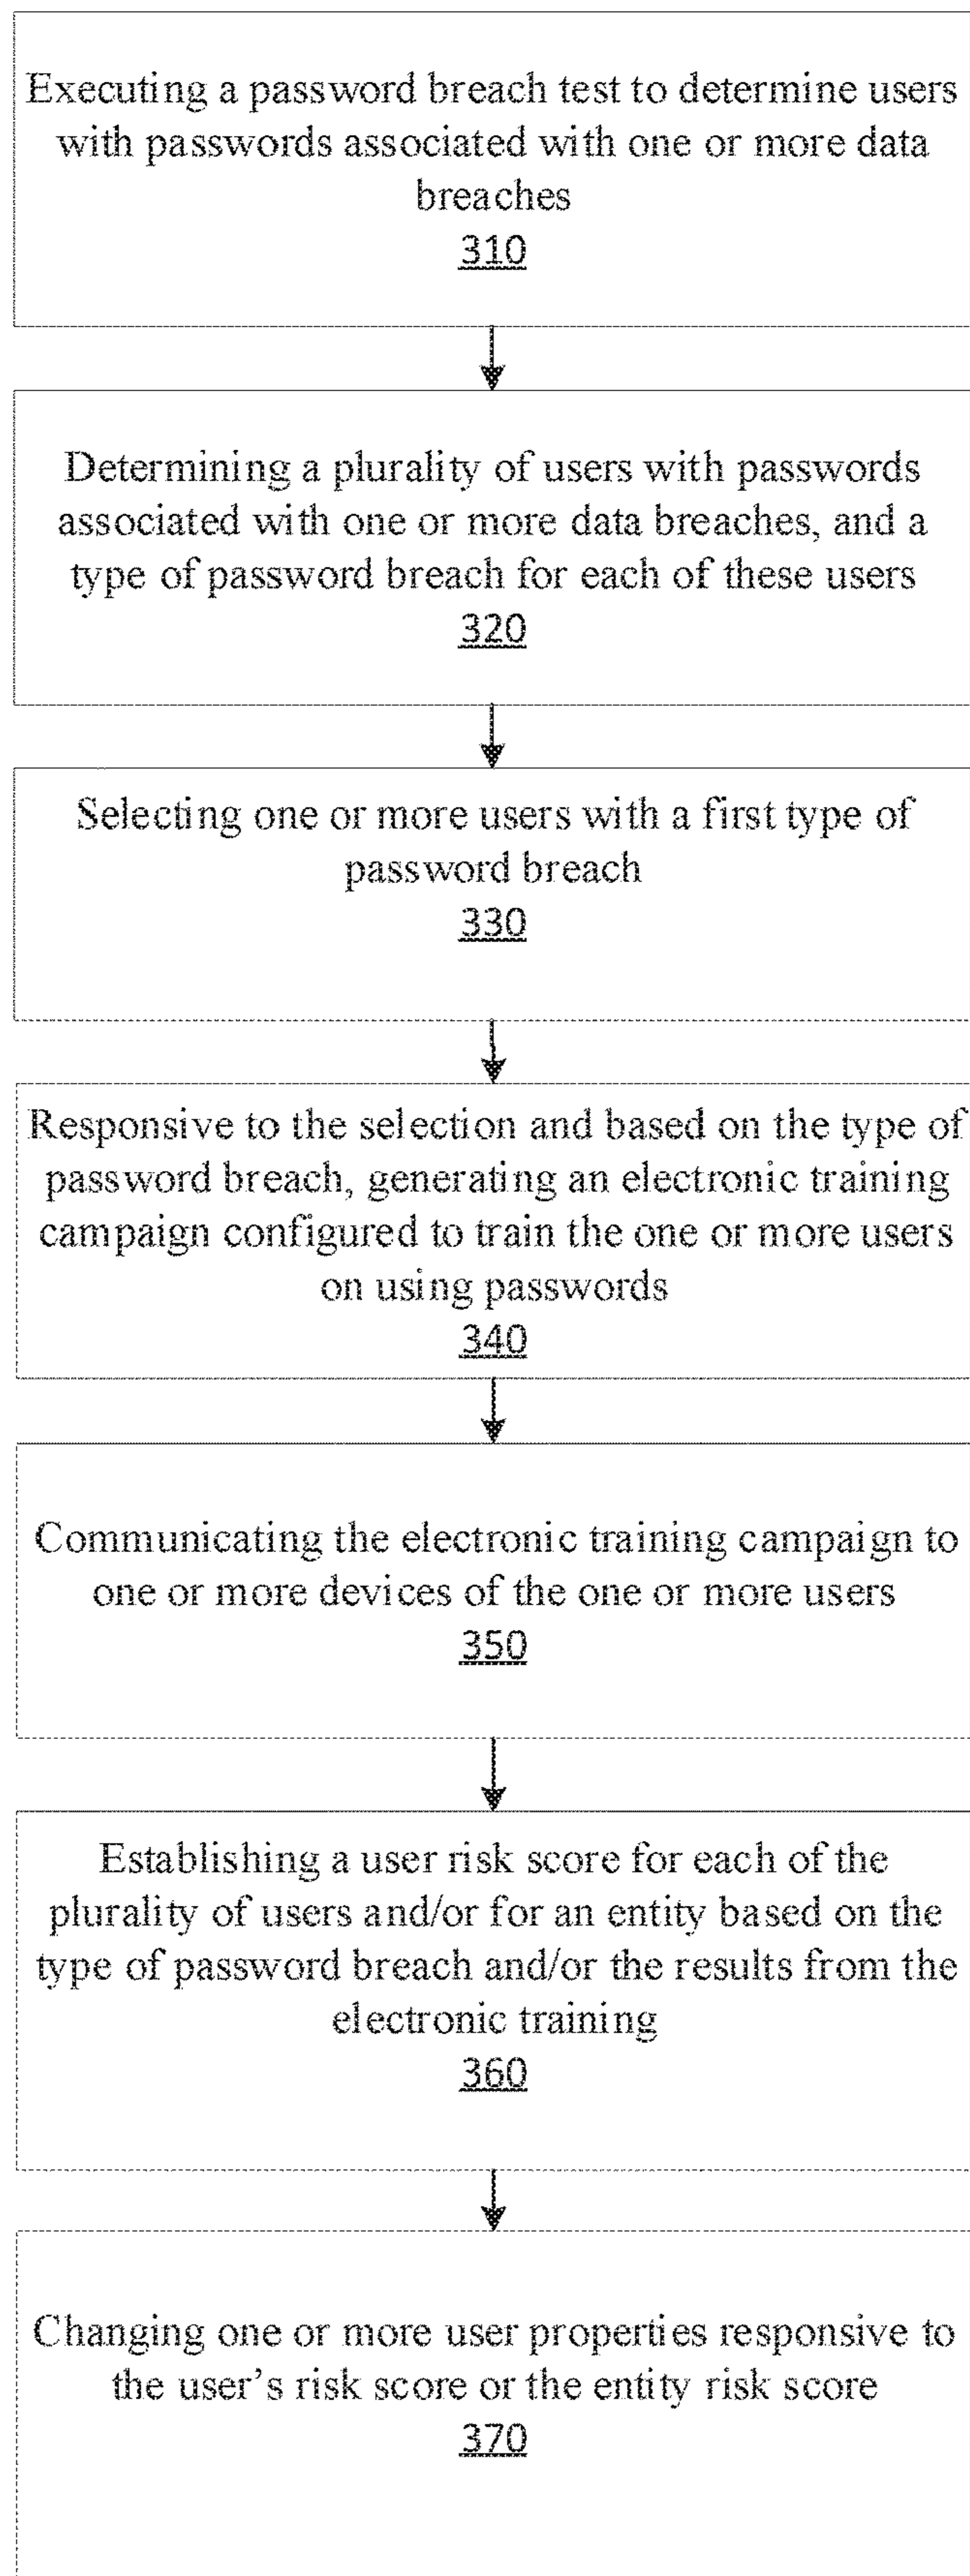 Executing a password breach test to determine users
with passwords associated with one or more data
breaches
310
Determining a plurality of users with passwords
associated with one or more data breaches, and a
type of password breach for each of these users
320
Selecting one or more users with a first type of
password breach
330
Responsive to the selection and based on the type of
password breach, generating an electronic training
campaign configured to train the one or more users
on using passwords
340
Communicating the electronic training campaign to
one or more devices of the one or more users
350
Establishing a user risk score for each of the
plurality of users and/or for an entity based on the
type of password breach and/or the results from the
electronic training
360
Changing one or more user properties responsive to
the user's risk score or the entity risk score
370